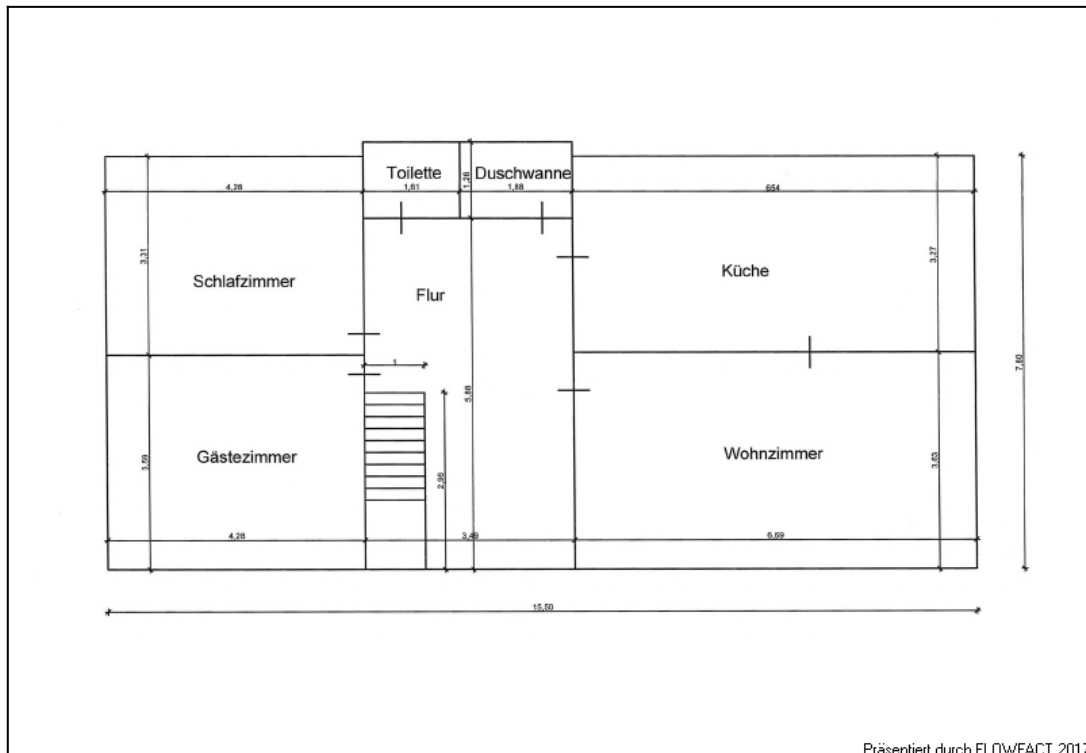 Toilette
Duschwanne
4,28
1,61
1,26
1,88
654
3,31
Schlafzimmer
Flur
Küche
3,27
7,80
1
5,88
Gästezimmer
3,59
2,96
Wohnzimmer
3,63
4,28
3,49
6,69
15,50
Präsentiert durch FLOWFACT 2012